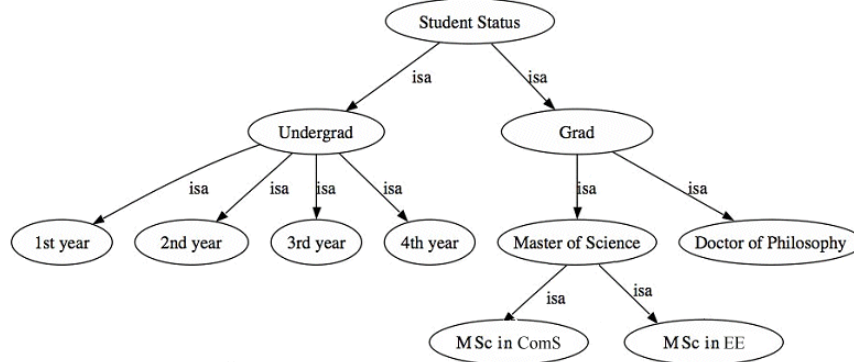 Student Status
isa
isa
Undergrad
Grad
isa
isa
isa
isa
isa
isa
1st year
2nd year
3rd year
4th year
Master of Science
Doctor of Philosophy
isa
isa
MSc in ComS
MSc in EE